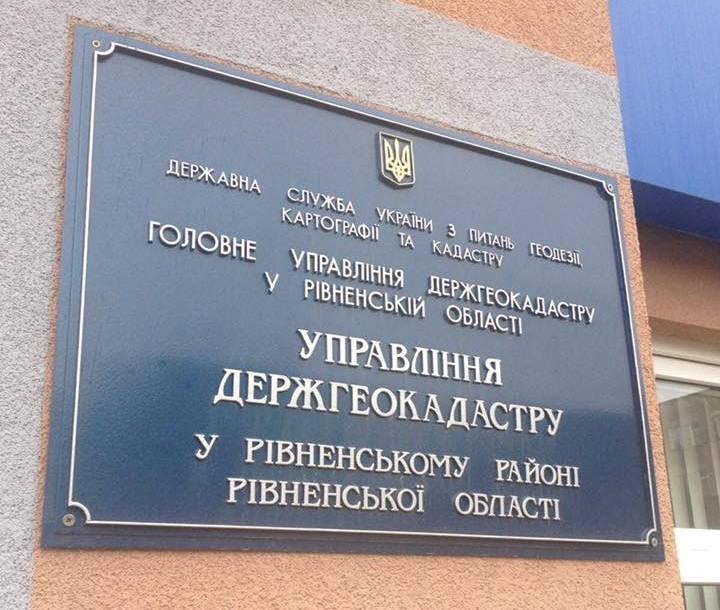 ДЕРЖАВНА СЛУЖБА УКРАЇНИ З ПИТАНЬ ГЕОДЕЗІЇ,
КАРТОГРАФІЇ ТА КАДАСТРУ
ГОЛОВНЕ УПРАВЛІННЯ ДЕРЖГЕОКАДАСТРУ
У РІВНЕНСЬКІЙ ОБЛАСТІ
УПРАВЛІННЯ
ДЕРЖГЕОКАДАСТРУ
У РІВНЕНСЬКОМУ РАЙОНІ
РІВНЕНСЬКОЇ ОБЛАСТІ